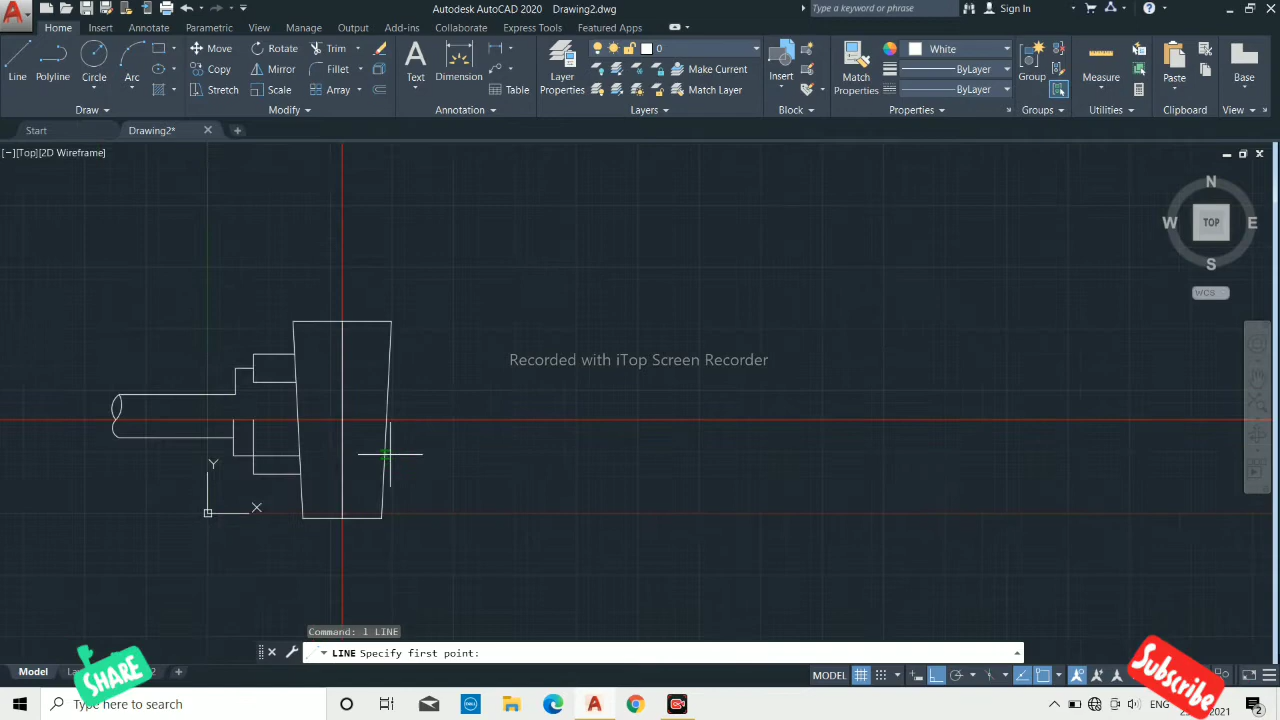 Autodesk AutoCAD 2020 Drawing2.dwg
Type a keyword or phrase
Sign In
Home Insert Annotate Parametric View Manage Output Add-ins Collaborate Express Tools Featured Apps
Line Polyline Circle Arc
Move Rotate Trim
Copy Mirror Fillet
Stretch Scale Array
Text Dimension Table
Layer Properties
0
Make Current
Match Layer
Insert
Match Properties
White
ByLayer
ByLayer
Group
Measure
Paste
Base
Draw Modify Annotation Layers Block Properties Groups Utilities Clipboard View
Start Drawing2*
[−][Top][2D Wireframe]
N
W TOP E
S
WCS
Recorded with iTop Screen Recorder
Y
X
Command: l LINE
LINE Specify first point:
Model
MODEL
SHARE
Subscribe
Type here to search
ENG
2021
2